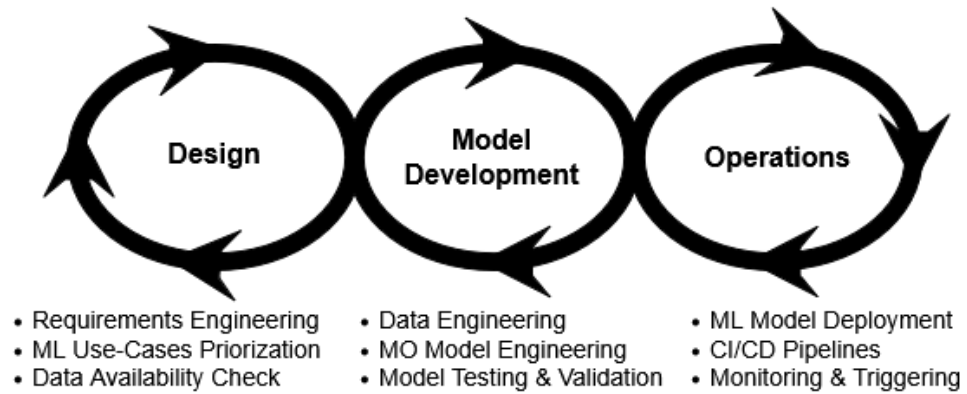 Design
Model
Development
Operations
• Requirements Engineering
• ML Use-Cases Priorization
• Data Availability Check
• Data Engineering
• MO Model Engineering
• Model Testing & Validation
• ML Model Deployment
• CI/CD Pipelines
• Monitoring & Triggering